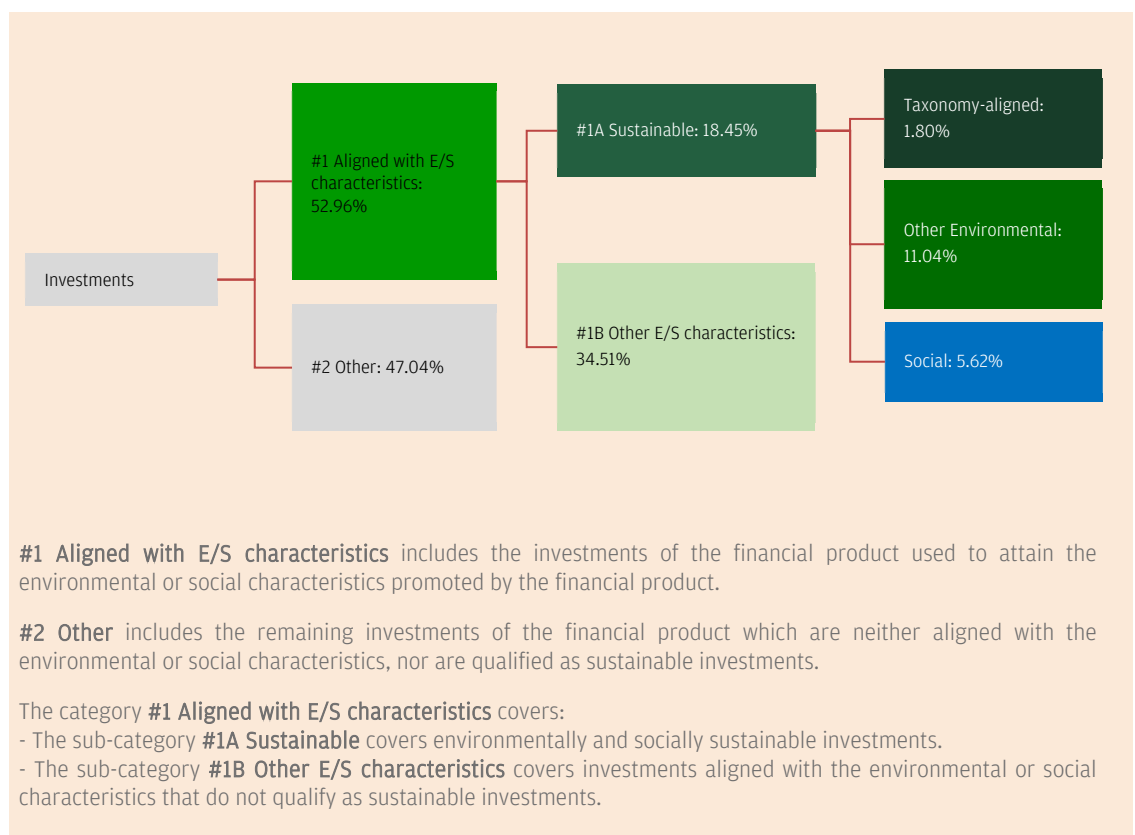 Investments
#1 Aligned with E/S
characteristics:
52.96%
#2 Other: 47.04%
#1A Sustainable: 18.45%
#1B Other E/S characteristics:
34.51%
Taxonomy-aligned:
1.80%
Other Environmental:
11.04%
Social: 5.62%
#1 Aligned with E/S characteristics includes the investments of the financial product used to attain the
environmental or social characteristics promoted by the financial product.
#2 Other includes the remaining investments of the financial product which are neither aligned with the
environmental or social characteristics, nor are qualified as sustainable investments.
The category #1 Aligned with E/S characteristics covers:
- The sub-category #1A Sustainable covers environmentally and socially sustainable investments.
- The sub-category #1B Other E/S characteristics covers investments aligned with the environmental or social
characteristics that do not qualify as sustainable investments.